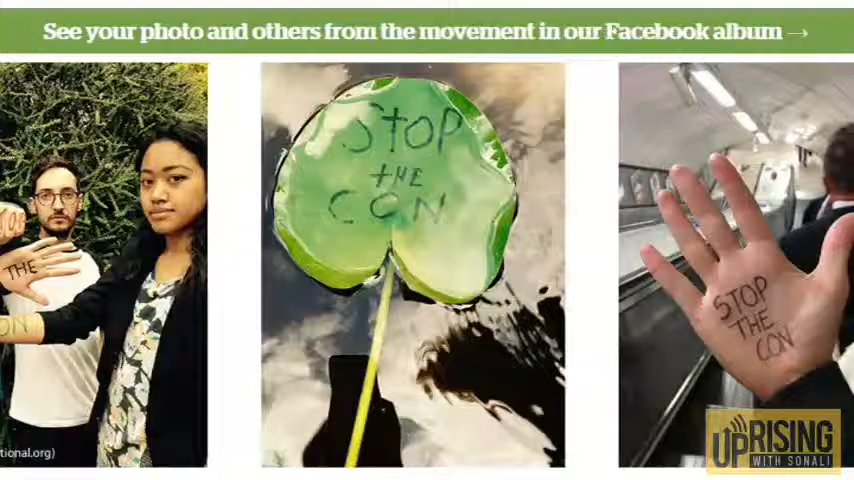 See your photo and others from the movement in our Facebook album →
THE
ON
tional.org)
STOP
THE
CON
STOP
THE
CON
UPRISING
WITH SONALI